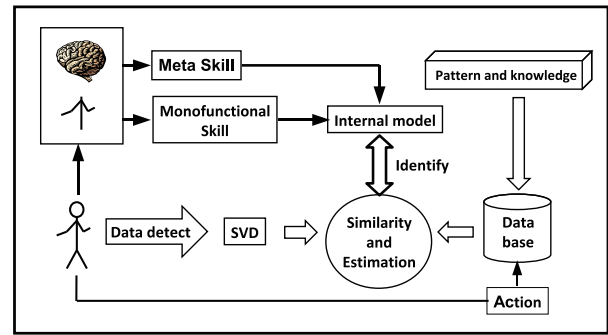 Meta Skill
Monofunctional
Skill
Internal model
Pattern and knowledge
Identify
Data detect
SVD
Similarity
and
Estimation
Data
base
Action